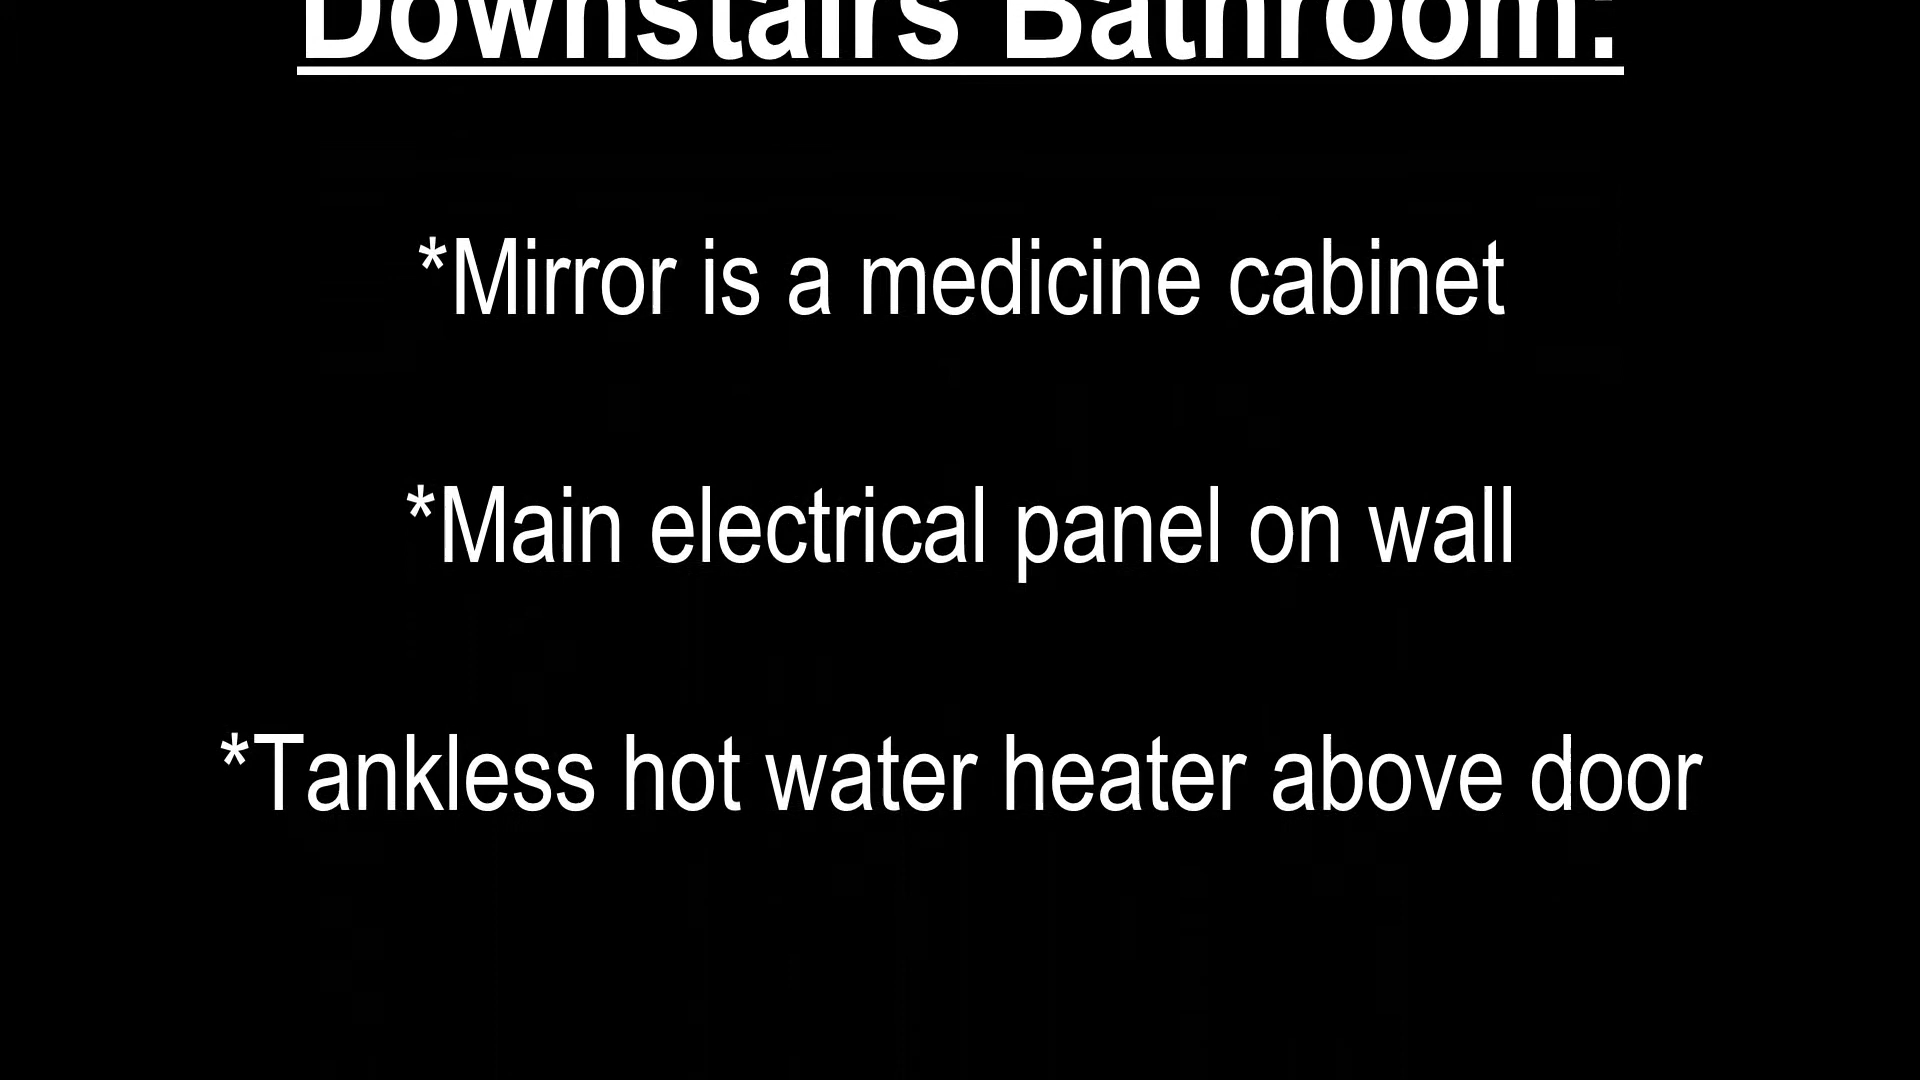 Downstairs Bathroom:
*Mirror is a medicine cabinet
*Main electrical panel on wall
*Tankless hot water heater above door